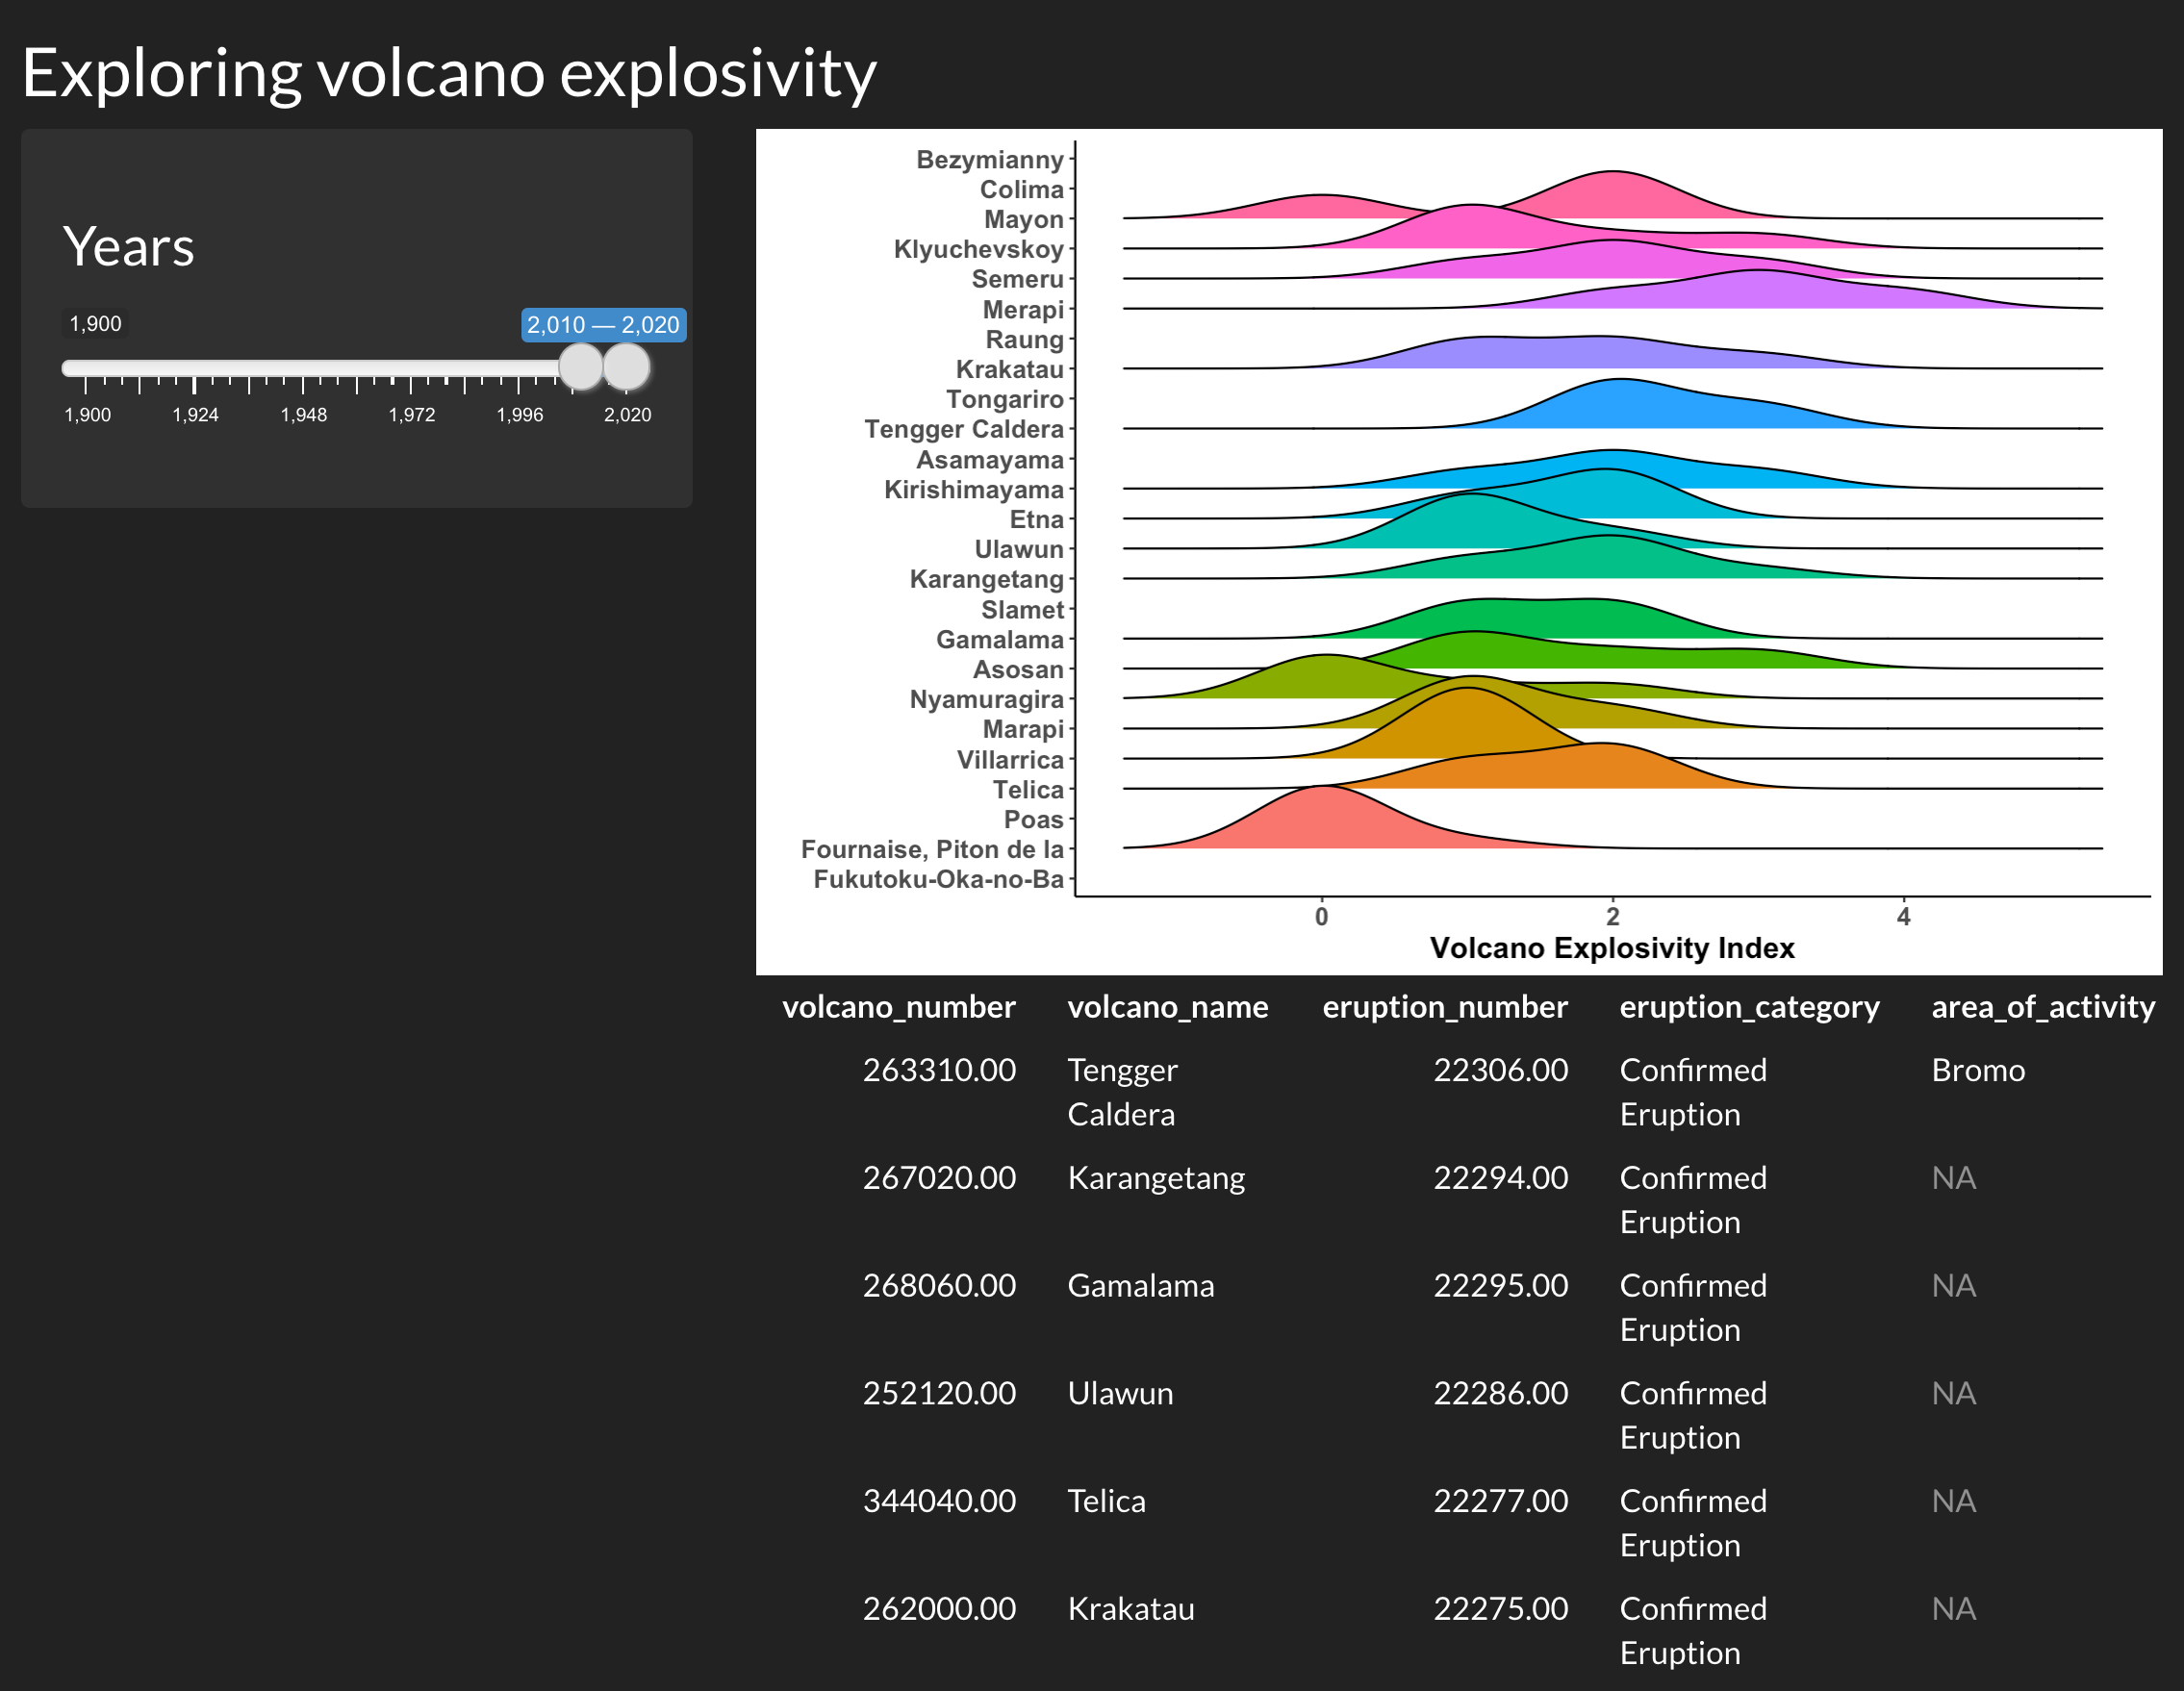 Exploring volcano explosivity
Years
1,900
2,010 — 2,020
1,900 1,924 1,948 1,972 1,996 2,020
Bezymianny
Colima
Mayon
Klyuchevskoy
Semeru
Merapi
Raung
Krakatau
Tongariro
Tengger Caldera
Asamayama
Kirishimayama
Etna
Ulawun
Karangetang
Slamet
Gamalama
Asosan
Nyamuragira
Marapi
Villarrica
Telica
Poas
Fournaise, Piton de la
Fukutoku-Oka-no-Ba
0 2 4
Volcano Explosivity Index
volcano_number volcano_name eruption_number eruption_category area_of_activity
263310.00 Tengger 22306.00 Confirmed Bromo
Caldera Eruption
267020.00 Karangetang 22294.00 Confirmed NA
Eruption
268060.00 Gamalama 22295.00 Confirmed NA
Eruption
252120.00 Ulawun 22286.00 Confirmed NA
Eruption
344040.00 Telica 22277.00 Confirmed NA
Eruption
262000.00 Krakatau 22275.00 Confirmed NA
Eruption